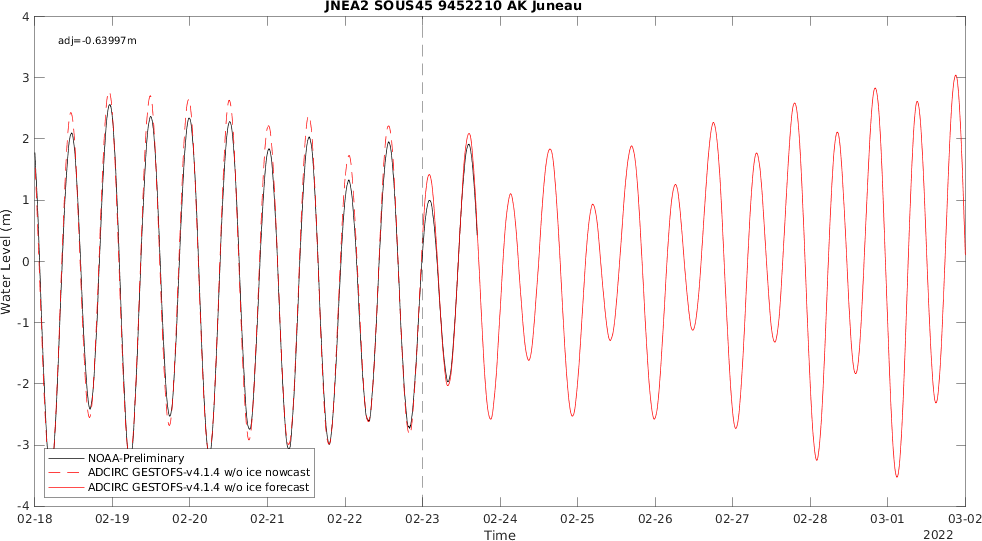 JNEA2 SOUS45 9452210 AK Juneau
adj=-0.63997m
Water Level (m)
4
3
2
1
0
-1
-2
-3
-4
NOAA-Preliminary
ADCIRC GESTOFS-v4.1.4 w/o ice nowcast
ADCIRC GESTOFS-v4.1.4 w/o ice forecast
02-18 02-19 02-20 02-21 02-22 02-23 02-24 02-25 02-26 02-27 02-28 03-01 03-02
Time
2022